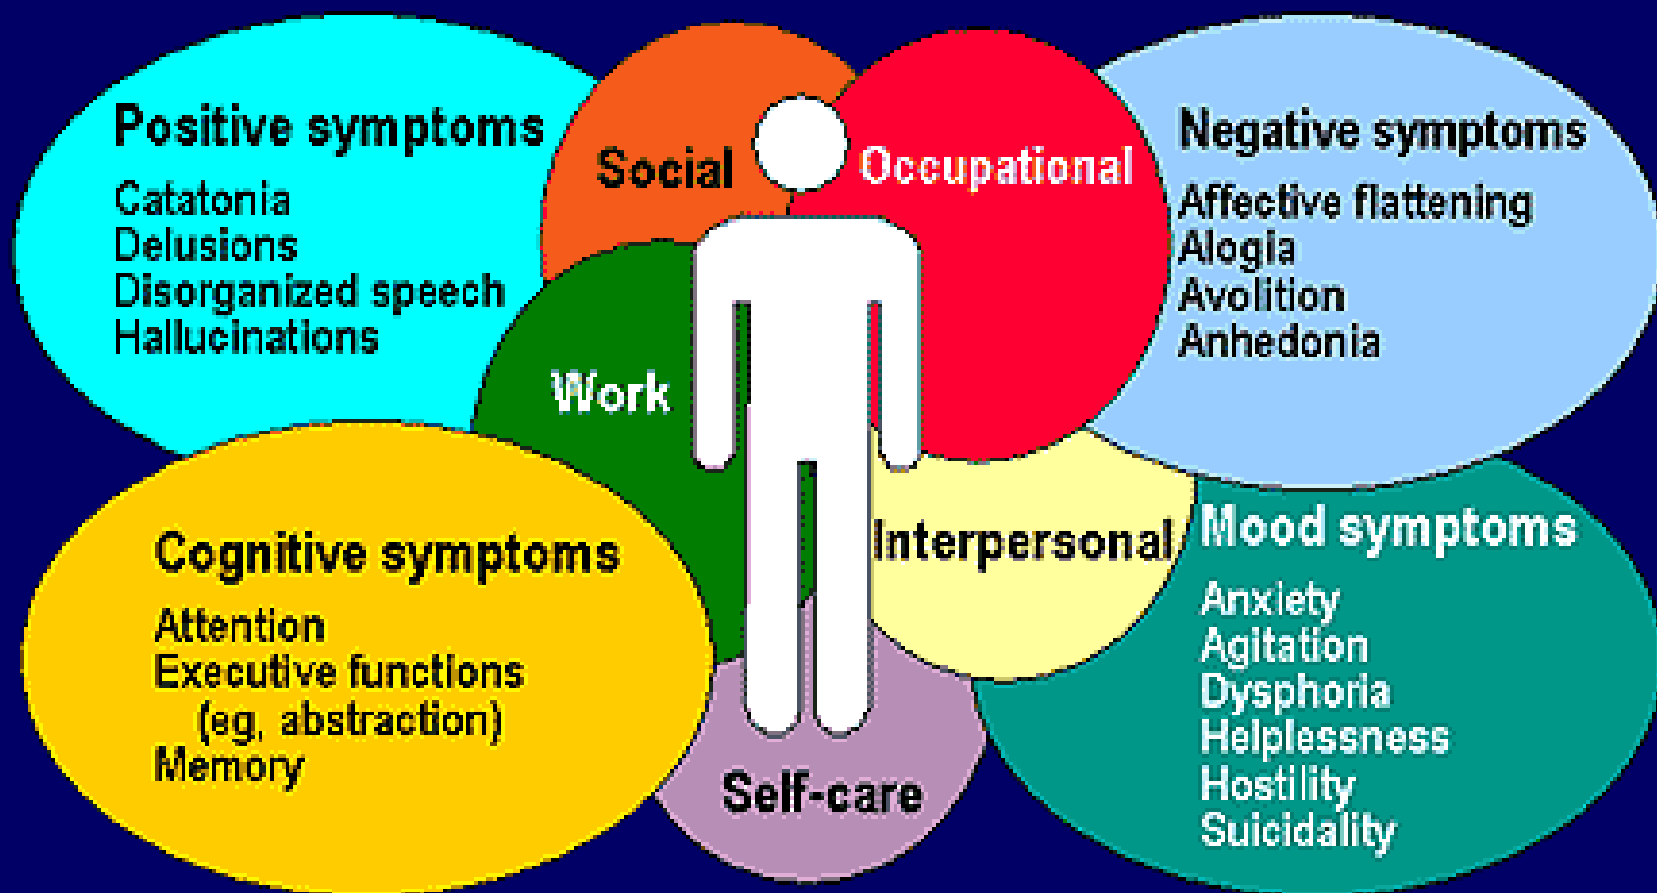 Positive symptoms
Catatonia
Delusions
Disorganized speech
Hallucinations
Social
Occupational
Negative symptoms
Affective flattening
Alogia
Avolition
Anhedonia
Work
Interpersonal
Cognitive symptoms
Attention
Executive functions
(eg, abstraction)
Memory
Self-care
Mood symptoms
Anxiety
Agitation
Dysphoria
Helplessness
Hostility
Suicidality